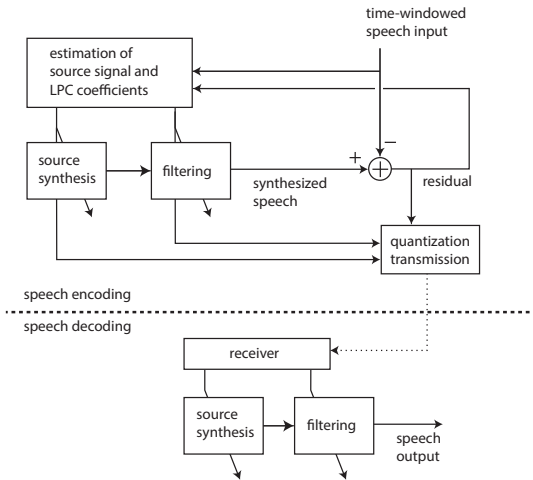 time-windowed
speech input
estimation of
source signal and
LPC coefficients
−
+
source
synthesis
filtering
synthesized
speech
residual
quantization
transmission
speech encoding
speech decoding
receiver
source
synthesis
filtering
speech
output